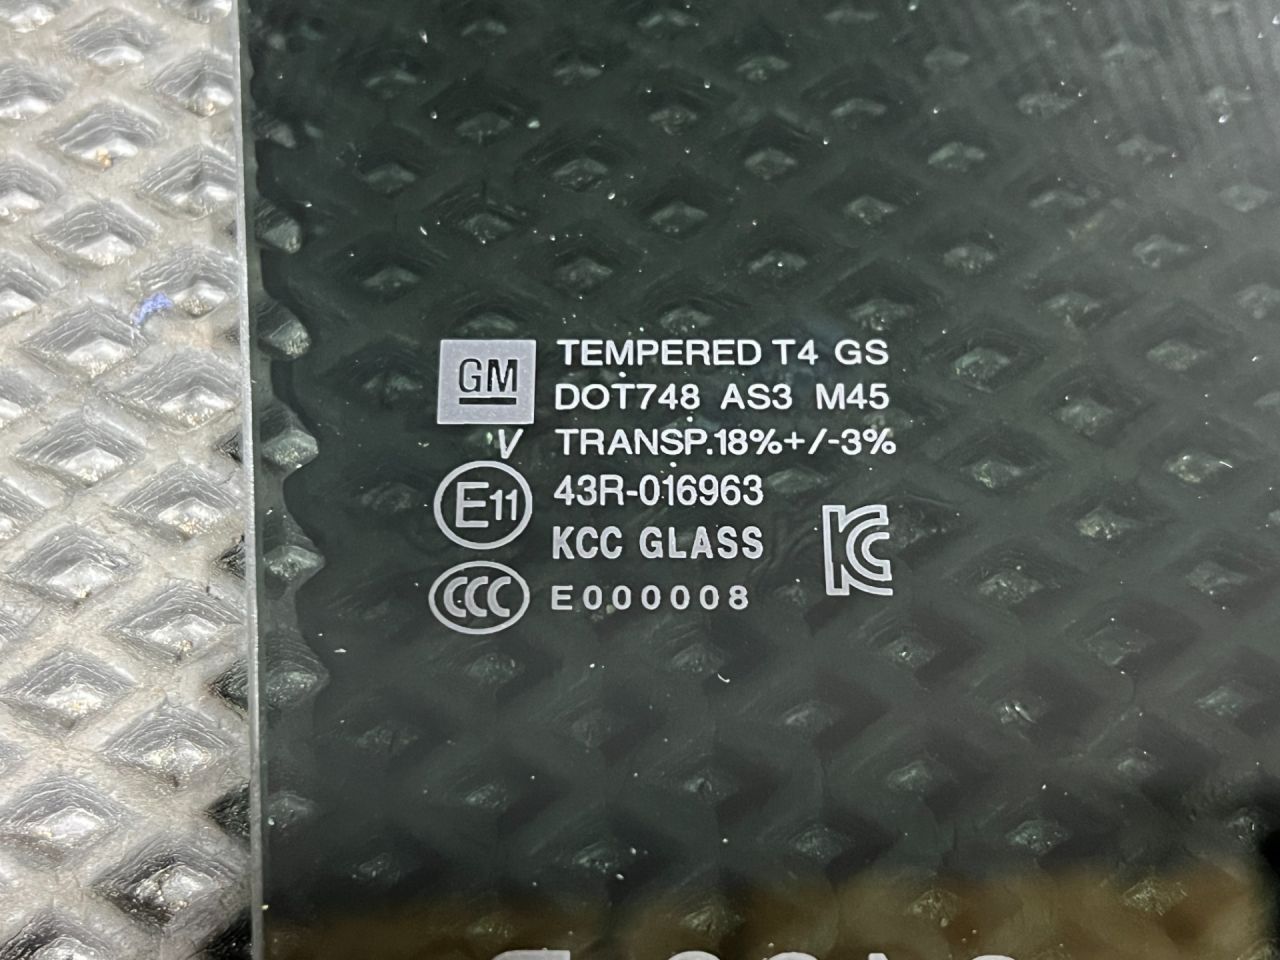 GM TEMPERED T4 GS
DOT748 AS3 M45
V TRANSP.18%+/-3%
E11 43R-016963
KCC GLASS
KC
CCC E000008